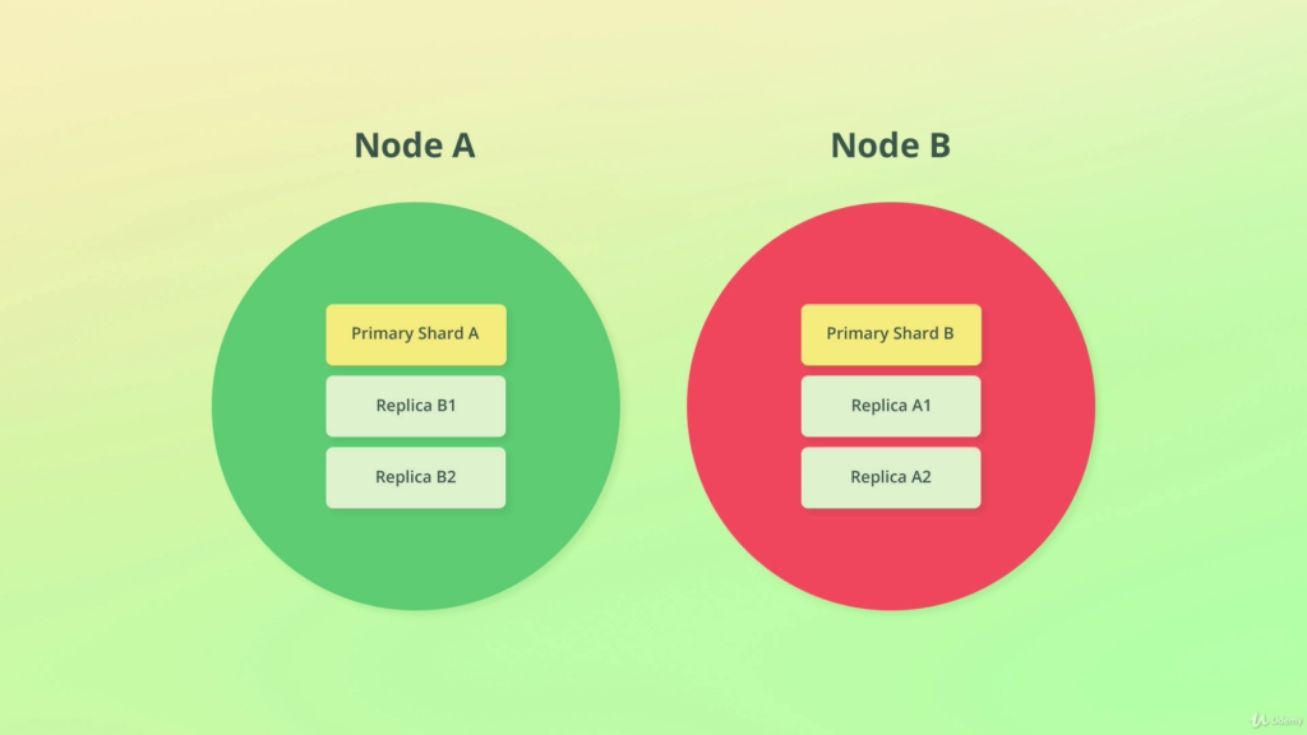 Node A
Node B
Primary Shard A
Replica B1
Replica B2
Primary Shard B
Replica A1
Replica A2
Udemy